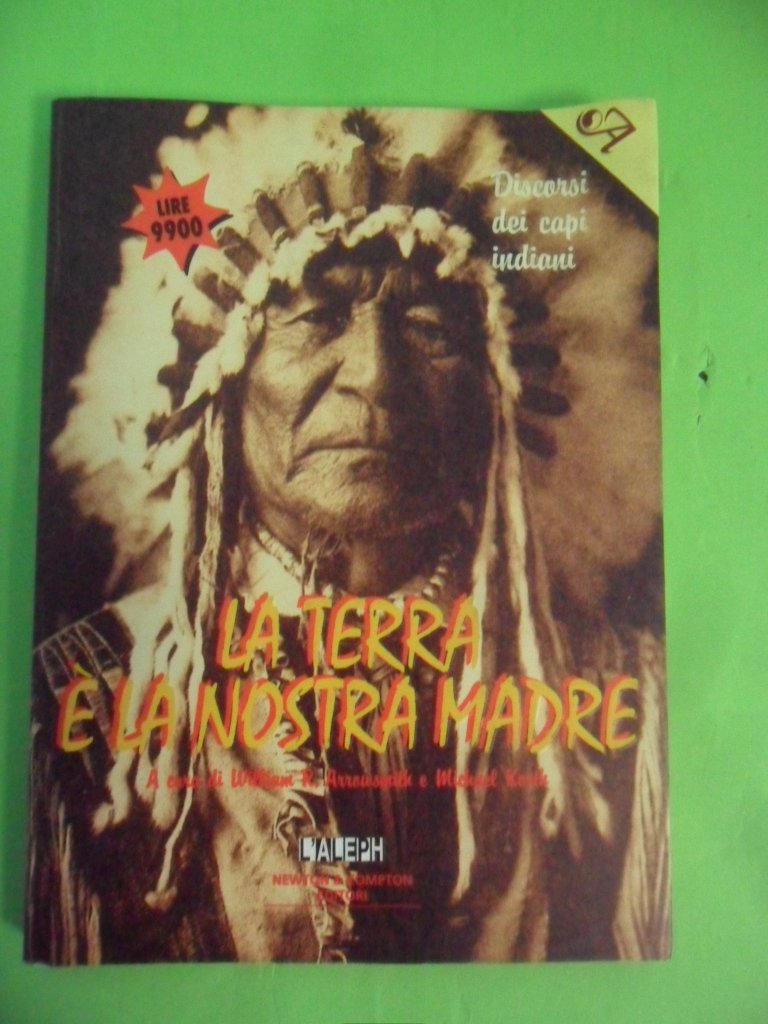 LIRE
9900
A
Discorsi
dei capi
indiani
LA TERRA
È LA NOSTRA MADRE
A cura di William R. Arrowsmith e Michael Korth
L'ALEPH
NEWTON & COMPTON
EDITORI